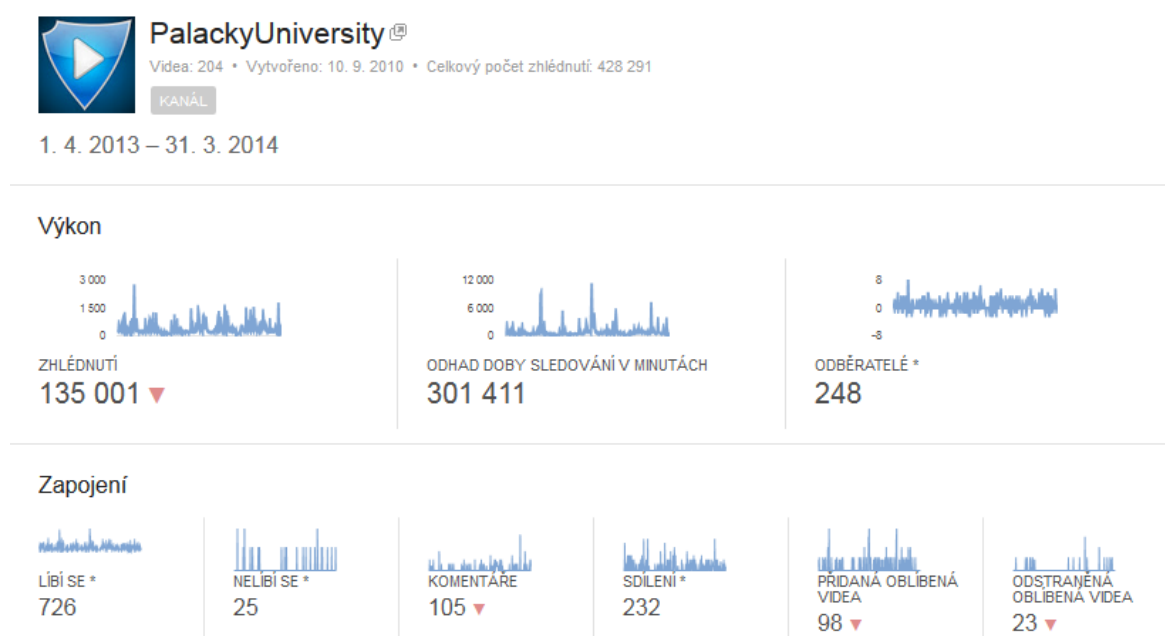 PalackyUniversity
Videa: 204 • Vytvořeno: 10. 9. 2010 • Celkový počet zhlédnutí: 428 291
KANÁL
1. 4. 2013 – 31. 3. 2014
Výkon
3 000
1 500
0
ZHLÉDNUTÍ
135 001
12 000
6 000
0
ODHAD DOBY SLEDOVÁNÍ V MINUTÁCH
301 411
8
0
–8
ODBĚRATELÉ *
248
Zapojení
LÍBÍ SE *
726
NELÍBÍ SE *
25
KOMENTÁŘE
105
SDÍLENÍ *
232
PŘIDANÁ OBLÍBENÁ
VIDEA
98
ODSTRANĚNÁ
OBLÍBENÁ VIDEA
23